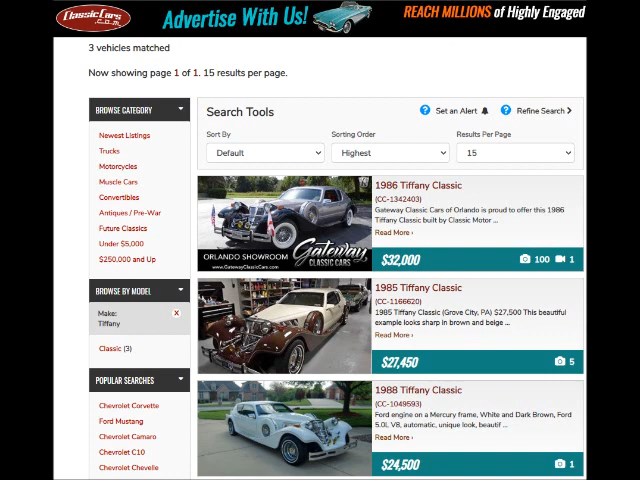 ClassicCars
.COM
Advertise With Us!
REACH MILLIONS of Highly Engaged
3 vehicles matched
Now showing page 1 of 1. 15 results per page.
BROWSE CATEGORY
Newest Listings
Trucks
Motorcycles
Muscle Cars
Convertibles
Antiques / Pre-War
Future Classics
Under $5,000
$250,000 and Up
BROWSE BY MODEL
Make:
Tiffany
X
Classic (3)
POPULAR SEARCHES
Chevrolet Corvette
Ford Mustang
Chevrolet Camaro
Chevrolet C10
Chevrolet Chevelle
Search Tools
? Set an Alert
? Refine Search
Sort By
Default
Sorting Order
Highest
Results Per Page
15
ORLANDO SHOWROOM
Gateway
CLASSIC CARS
www.GatewayClassicCars.com
1986 Tiffany Classic
(CC-1342403)
Gateway Classic Cars of Orlando is proud to offer this 1986
Tiffany Classic built by Classic Motor ...
Read More ›
$32,000
100
1
1985 Tiffany Classic
(CC-1166620)
1985 Tiffany Classic (Grove City, PA) $27,500 This beautiful
example looks sharp in brown and beige ...
Read More ›
$27,450
5
1988 Tiffany Classic
(CC-1049593)
Ford engine on a Mercury frame, White and Dark Brown, Ford
5.0L V8, automatic, unique look, beautif ...
Read More ›
$24,500
1